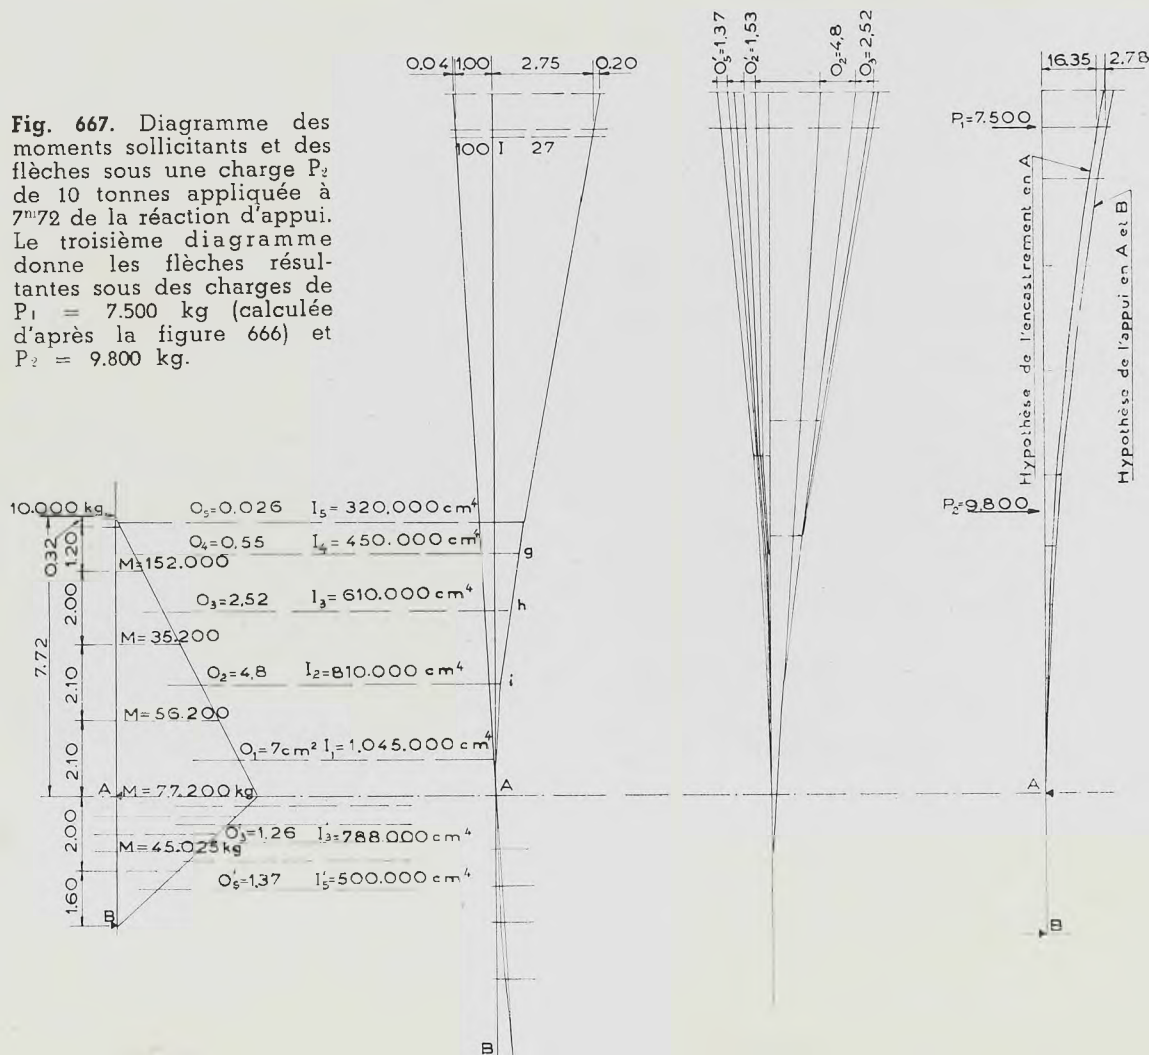 Fig. 667. Diagramme des
moments sollicitants et des
flèches sous une charge P₂
de 10 tonnes appliquée à
7ᵐ72 de la réaction d'appui.
Le troisième diagramme
donne les flèches résul-
tantes sous des charges de
P₁ = 7.500 kg (calculée
d'après la figure 666) et
P₂ = 9.800 kg.
0.04 1.00 2.75 0.20
100 I 27
O'₅=1,37
O'₂=1,53
O₂=4,8
O₃=2,52
16.35 2.78
P₁=7.500
Hypothèse de l'encastrement en A
Hypothèse de l'appui en A et B
P₂=9.800
A
B
10.000 kg
0.32
1.20
2.00
7.72
2.10
2.10
2.00
1.60
O₅=0.026 I₅=320.000 cm⁴
O₄=0.55 I₄=450.000 cm⁴
g
M=152.000
O₃=2,52 I₃=610.000 cm⁴
h
M=35.200
O₂=4,8 I₂=810.000 cm⁴
i
M=56.200
O₁=7cm² I₁=1.045.000 cm⁴
A M=77.200 kg
A
O'₃=1.26 I'₃=788.000 cm⁴
M=45.025 kg
O'₅=1,37 I'₅=500.000 cm⁴
B
B